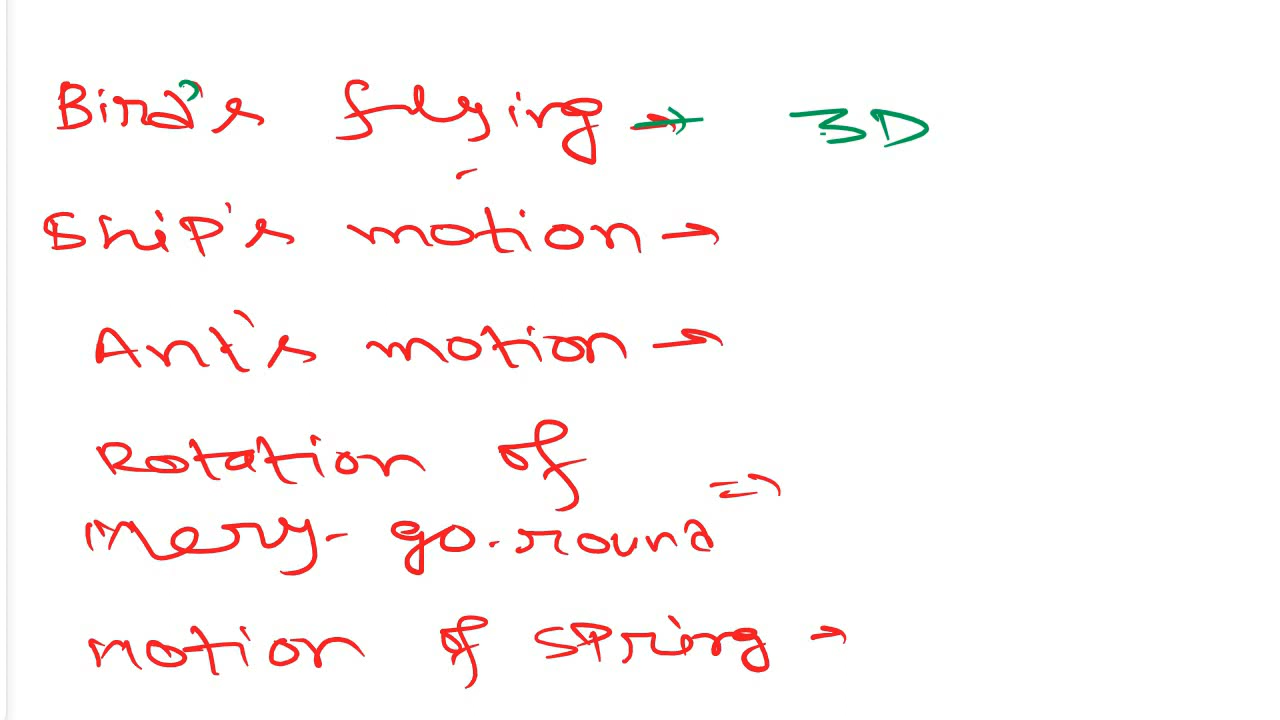 Bird's flying → 3D
Ship's motion →
Ant's motion →
Rotation of
Merry-go-round ⇒
Motion of spring →